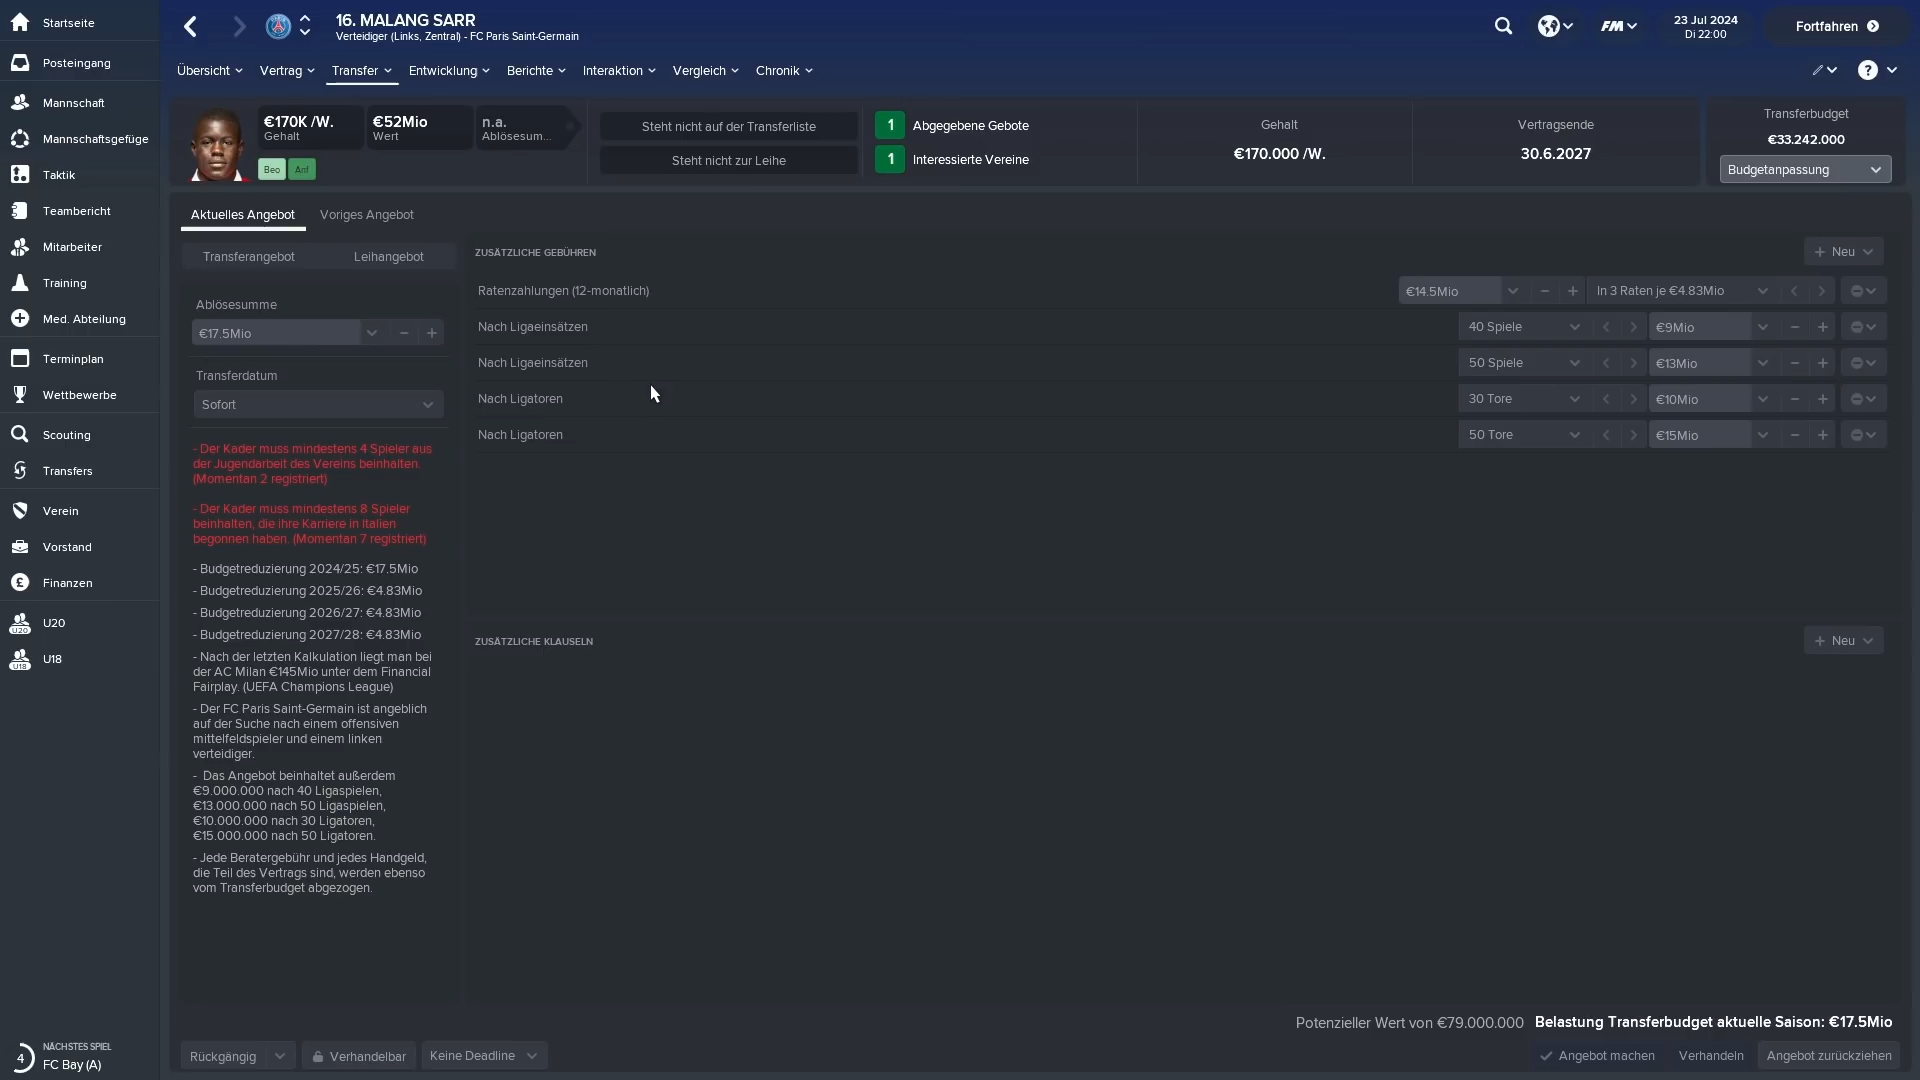 Startseite
Posteingang
Mannschaft
Mannschaftsgefüge
Taktik
Teambericht
Mitarbeiter
Training
Med. Abteilung
Terminplan
Wettbewerbe
Scouting
Transfers
Verein
Vorstand
Finanzen
U20
U20
U18
U18
4
NÄCHSTES SPIEL
FC Bay (A)
16. MALANG SARR
Verteidiger (Links, Zentral) - FC Paris Saint-Germain
FM
23 Jul 2024
Di 22:00
Fortfahren
Übersicht Vertrag Transfer Entwicklung Berichte Interaktion Vergleich Chronik
?
€170K /W.
Gehalt
€52Mio
Wert
n.a.
Ablösesum...
Beo Anf
Steht nicht auf der Transferliste
Steht nicht zur Leihe
1 Abgegebene Gebote
1 Interessierte Vereine
Gehalt
€170.000 /W.
Vertragsende
30.6.2027
Transferbudget
€33.242.000
Budgetanpassung
Aktuelles Angebot Voriges Angebot
Transferangebot Leihangebot
Ablösesumme
€17.5Mio
Transferdatum
Sofort
- Der Kader muss mindestens 4 Spieler aus
der Jugendarbeit des Vereins beinhalten.
(Momentan 2 registriert)
- Der Kader muss mindestens 8 Spieler
beinhalten, die ihre Karriere in Italien
begonnen haben. (Momentan 7 registriert)
- Budgetreduzierung 2024/25: €17.5Mio
- Budgetreduzierung 2025/26: €4.83Mio
- Budgetreduzierung 2026/27: €4.83Mio
- Budgetreduzierung 2027/28: €4.83Mio
- Nach der letzten Kalkulation liegt man bei
der AC Milan €145Mio unter dem Financial
Fairplay. (UEFA Champions League)
- Der FC Paris Saint-Germain ist angeblich
auf der Suche nach einem offensiven
mittelfeldspieler und einem linken
verteidiger.
- Das Angebot beinhaltet außerdem
€9.000.000 nach 40 Ligaspielen,
€13.000.000 nach 50 Ligaspielen,
€10.000.000 nach 30 Ligatoren,
€15.000.000 nach 50 Ligatoren.
- Jede Beratergebühr und jedes Handgeld,
die Teil des Vertrags sind, werden ebenso
vom Transferbudget abgezogen.
ZUSÄTZLICHE GEBÜHREN
+ Neu
Ratenzahlungen (12-monatlich) €14.5Mio − + In 3 Raten je €4.83Mio
Nach Ligaeinsätzen 40 Spiele €9Mio − +
Nach Ligaeinsätzen 50 Spiele €13Mio − +
Nach Ligatoren 30 Tore €10Mio − +
Nach Ligatoren 50 Tore €15Mio − +
ZUSÄTZLICHE KLAUSELN
+ Neu
Potenzieller Wert von €79.000.000 Belastung Transferbudget aktuelle Saison: €17.5Mio
Rückgängig Verhandelbar Keine Deadline
Angebot machen Verhandeln Angebot zurückziehen